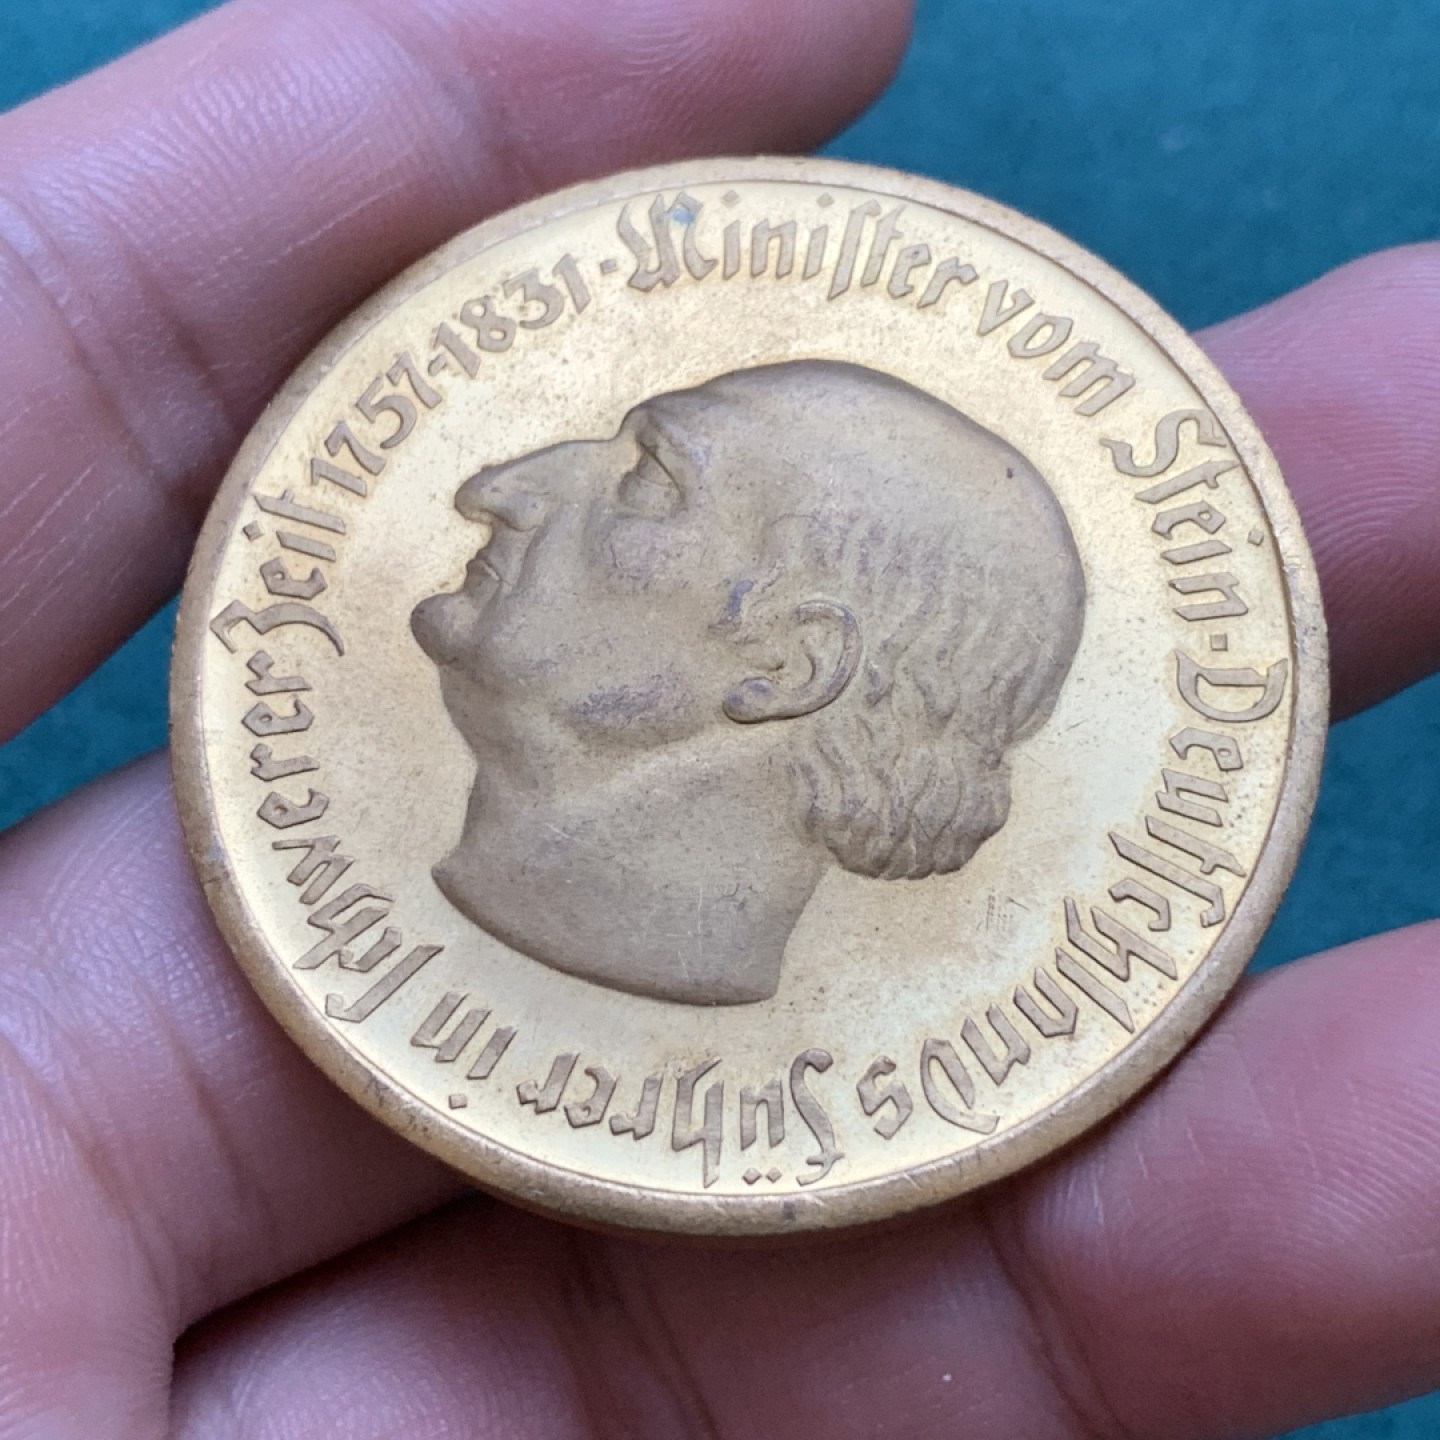 Minister vom Stein · Deutschlands Führer in schwerer Zeit 1757-1831 ·